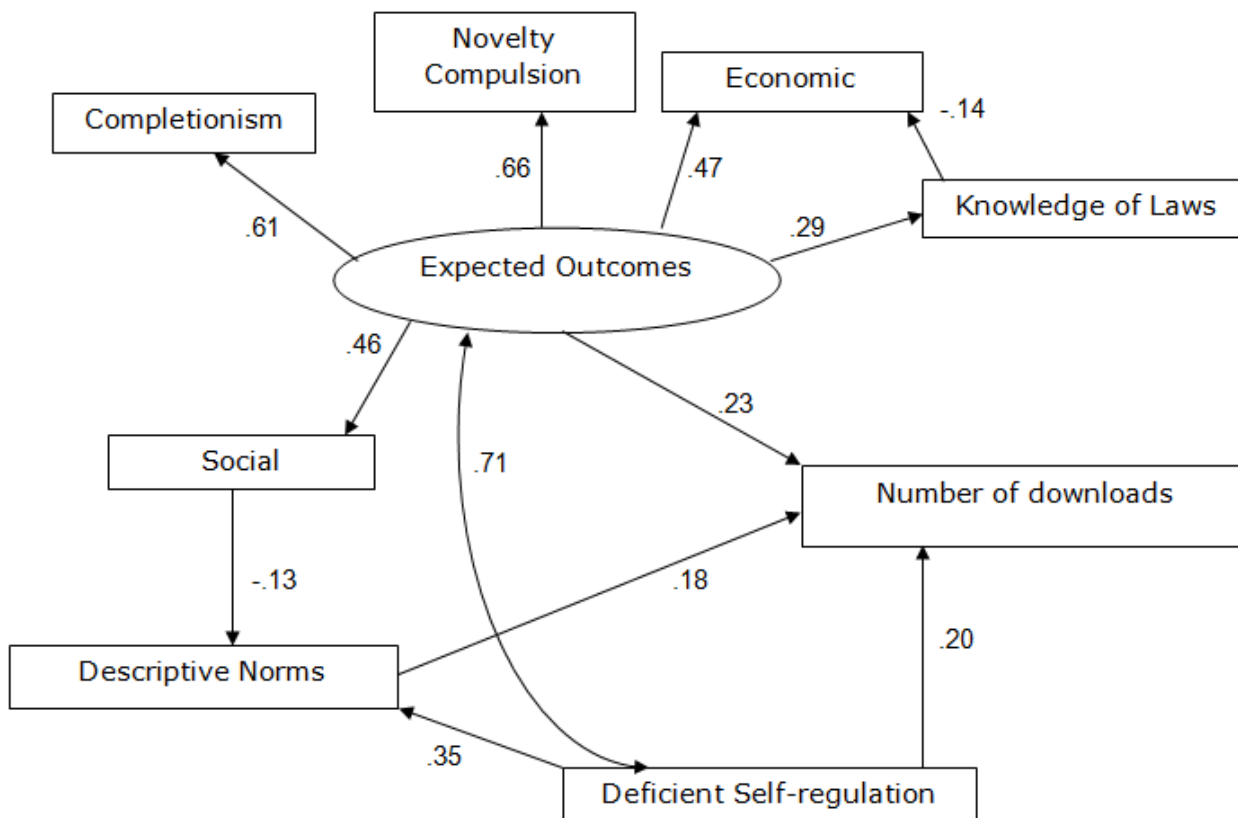 Novelty
Compulsion
Economic
Completionism
-.14
.66
.47
Knowledge of Laws
.61
.29
Expected Outcomes
.46
.23
Social
.71
Number of downloads
-.13
.18
.20
Descriptive Norms
.35
Deficient Self-regulation